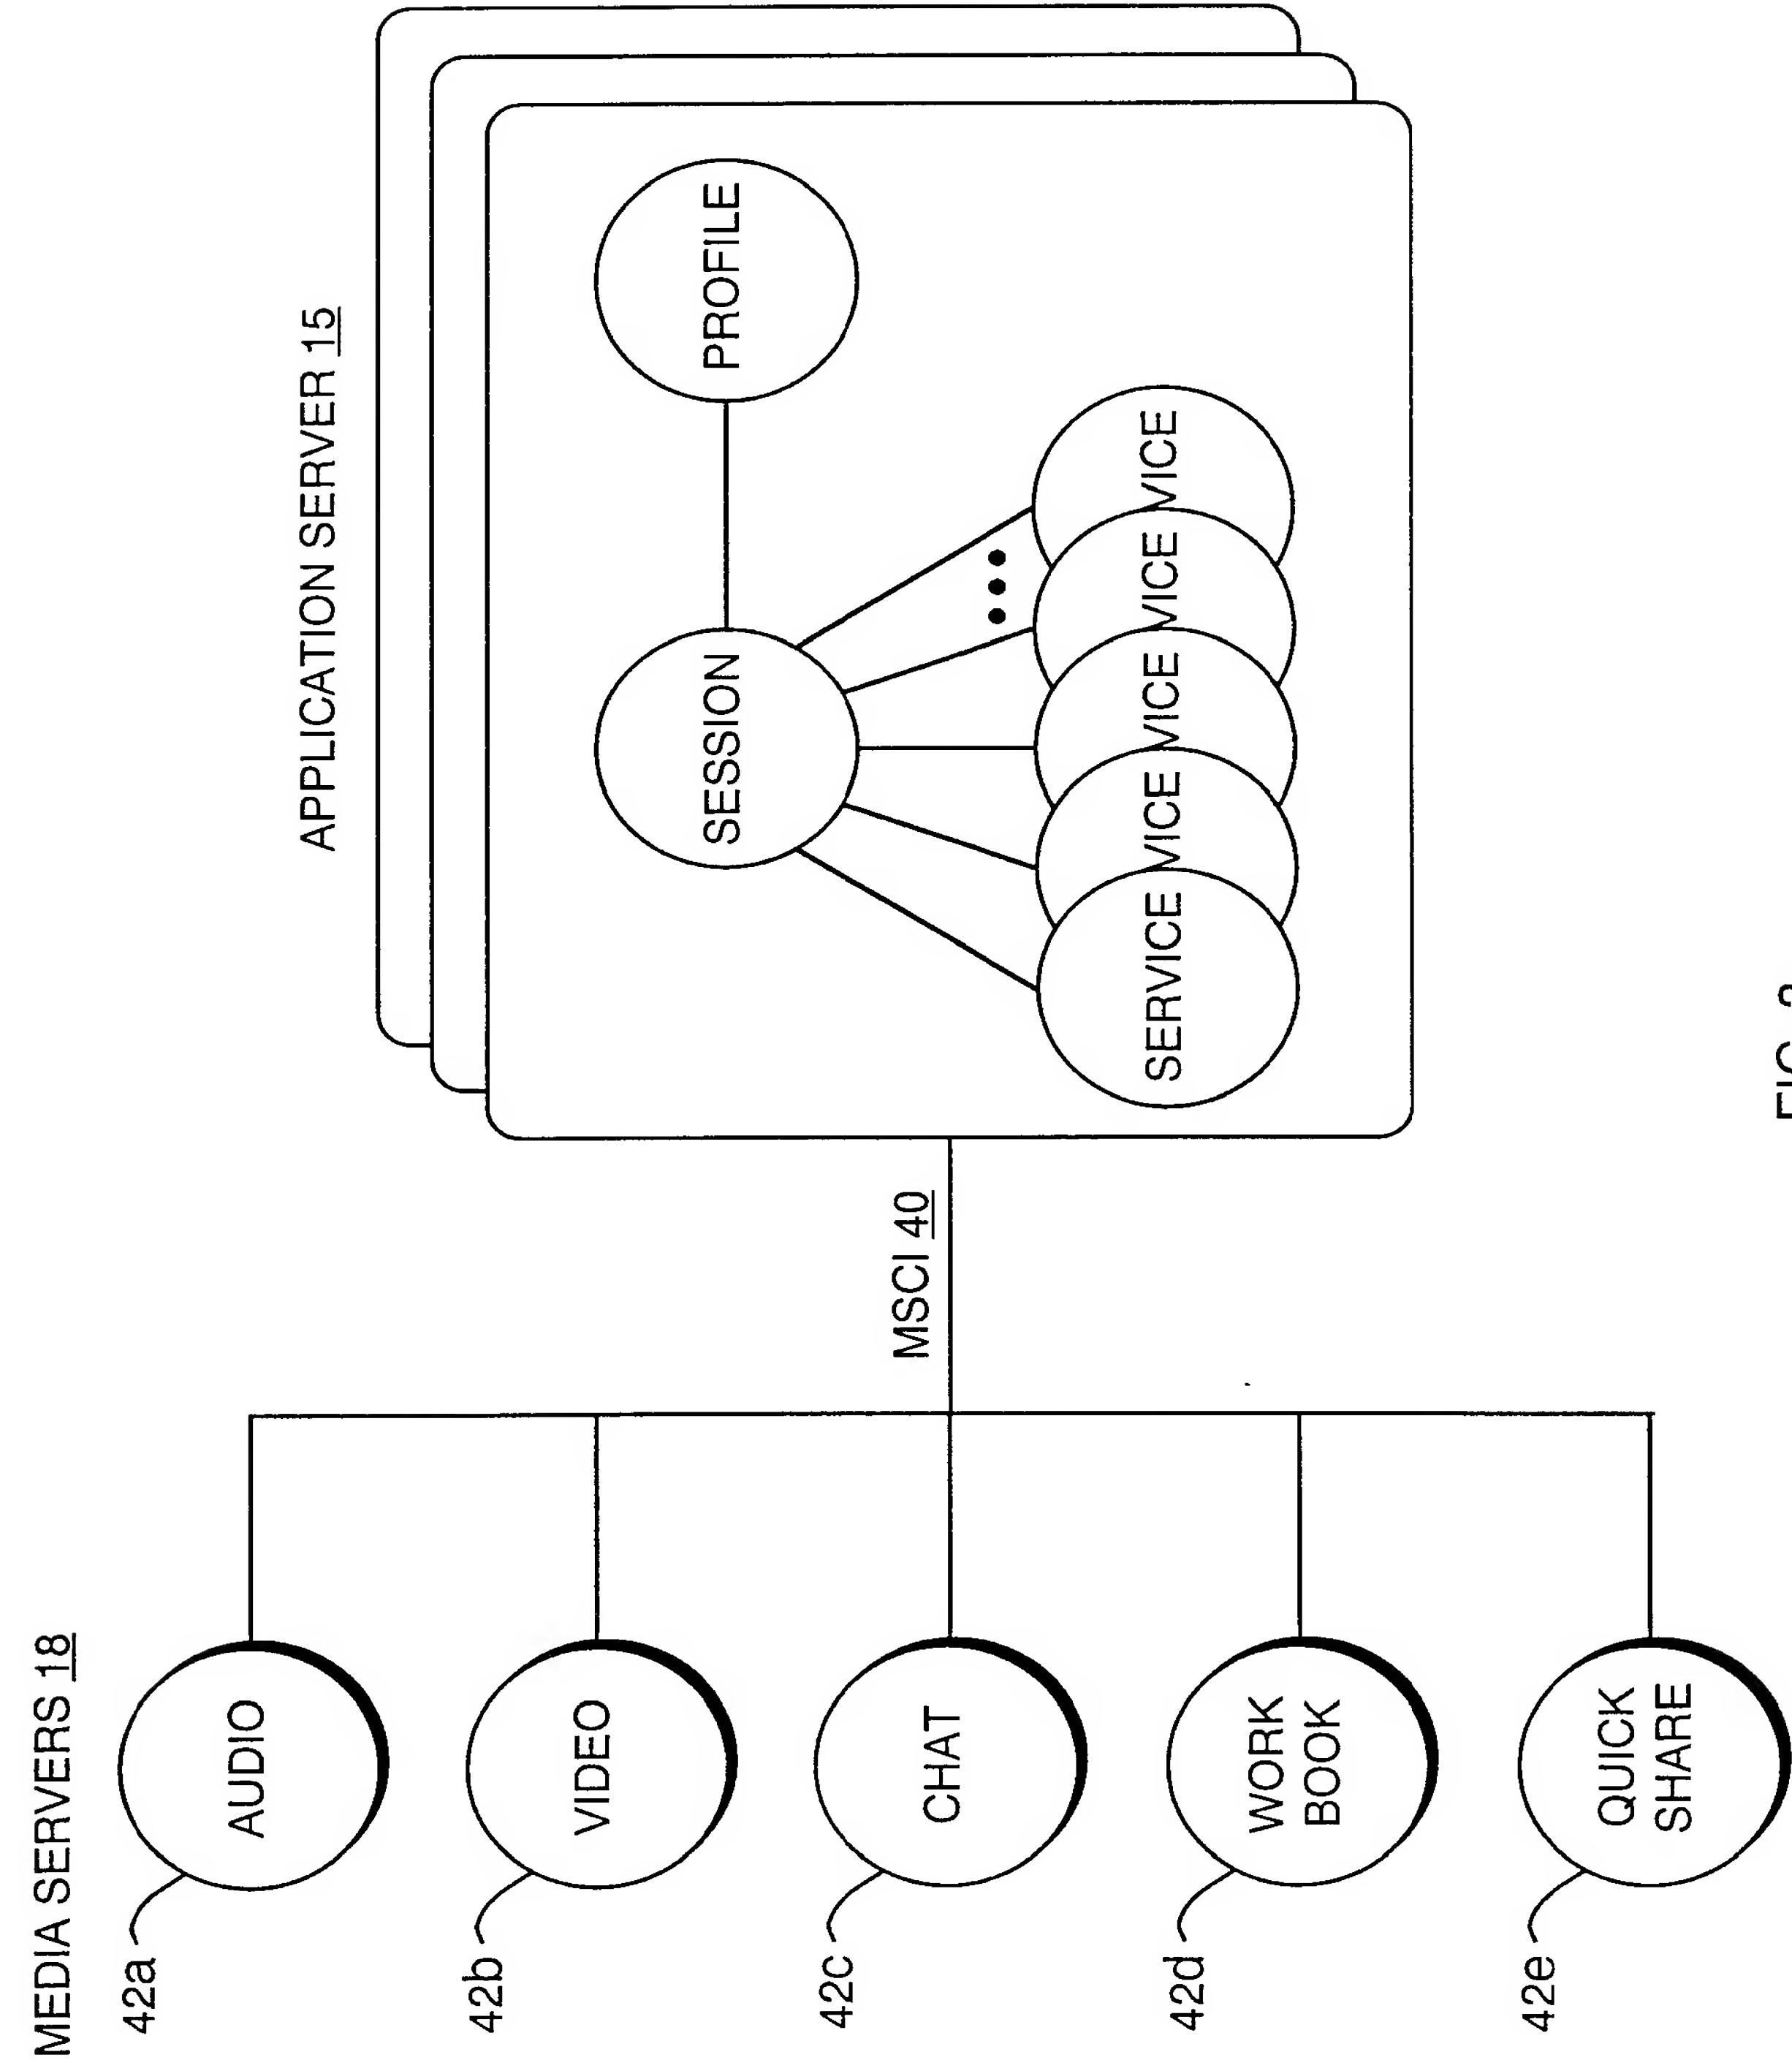 MEDIA SERVERS 18
42a
AUDIO
42b
VIDEO
42c
CHAT
42d
WORK
BOOK
42e
QUICK
SHARE
MSCI 40
APPLICATION SERVER 15
SESSION
PROFILE
SERVICE
VICE
VICE
VICE
VICE